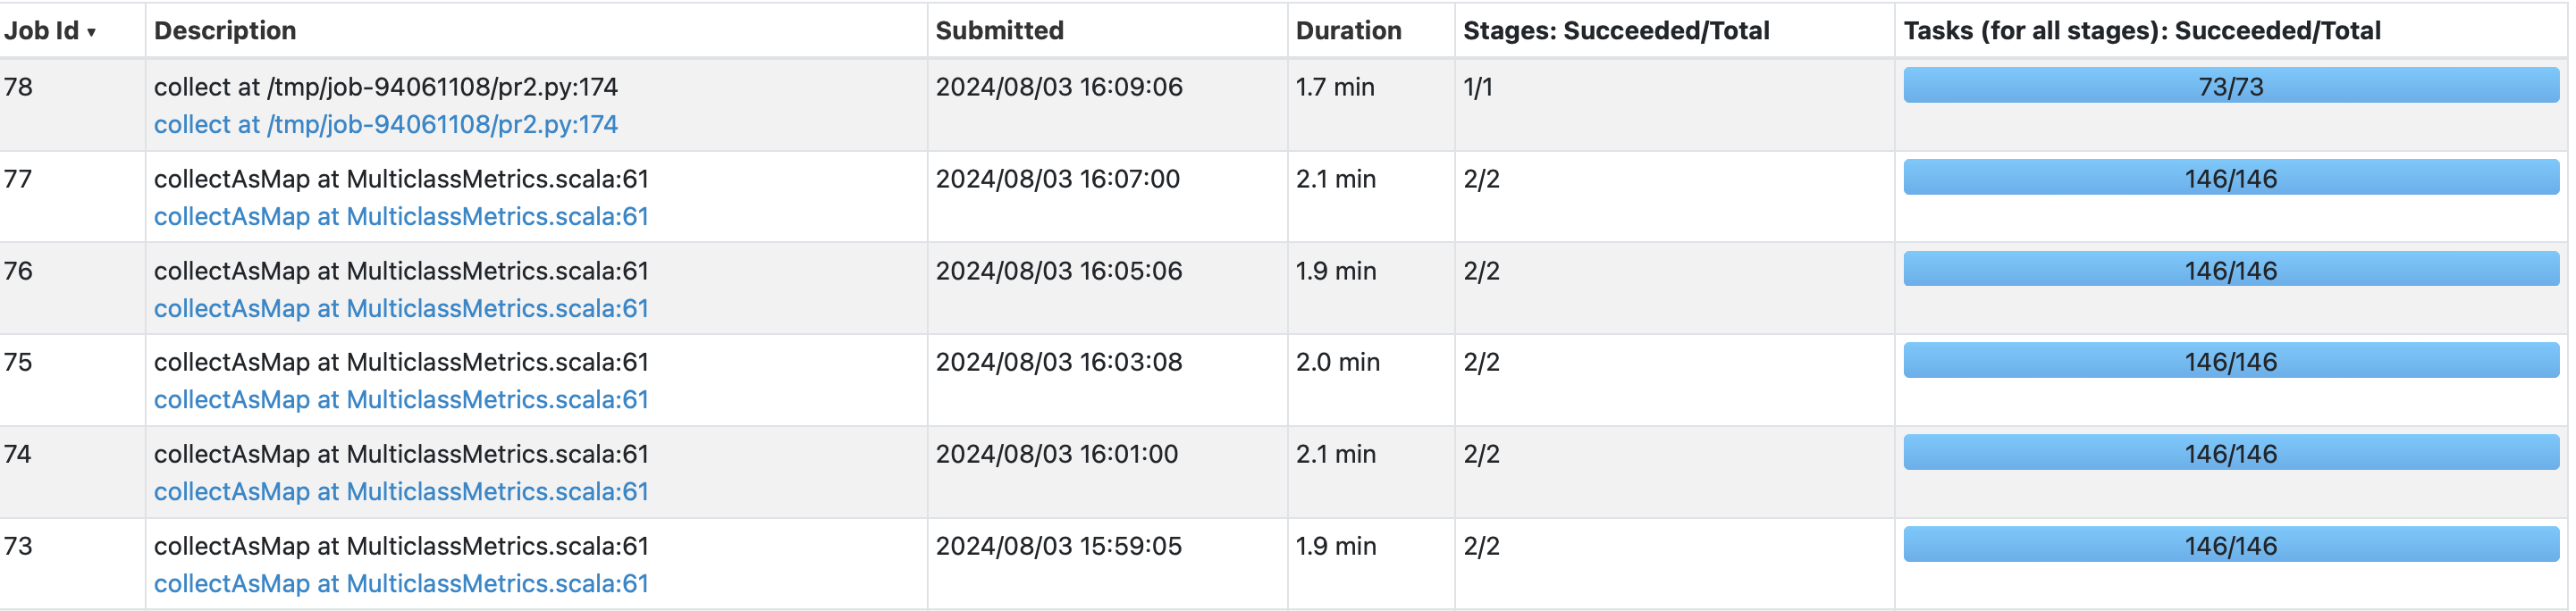 Job Id ▾ Description Submitted Duration Stages: Succeeded/Total Tasks (for all stages): Succeeded/Total
78 collect at /tmp/job-94061108/pr2.py:174 2024/08/03 16:09:06 1.7 min 1/1 73/73
collect at /tmp/job-94061108/pr2.py:174
77 collectAsMap at MulticlassMetrics.scala:61 2024/08/03 16:07:00 2.1 min 2/2 146/146
collectAsMap at MulticlassMetrics.scala:61
76 collectAsMap at MulticlassMetrics.scala:61 2024/08/03 16:05:06 1.9 min 2/2 146/146
collectAsMap at MulticlassMetrics.scala:61
75 collectAsMap at MulticlassMetrics.scala:61 2024/08/03 16:03:08 2.0 min 2/2 146/146
collectAsMap at MulticlassMetrics.scala:61
74 collectAsMap at MulticlassMetrics.scala:61 2024/08/03 16:01:00 2.1 min 2/2 146/146
collectAsMap at MulticlassMetrics.scala:61
73 collectAsMap at MulticlassMetrics.scala:61 2024/08/03 15:59:05 1.9 min 2/2 146/146
collectAsMap at MulticlassMetrics.scala:61